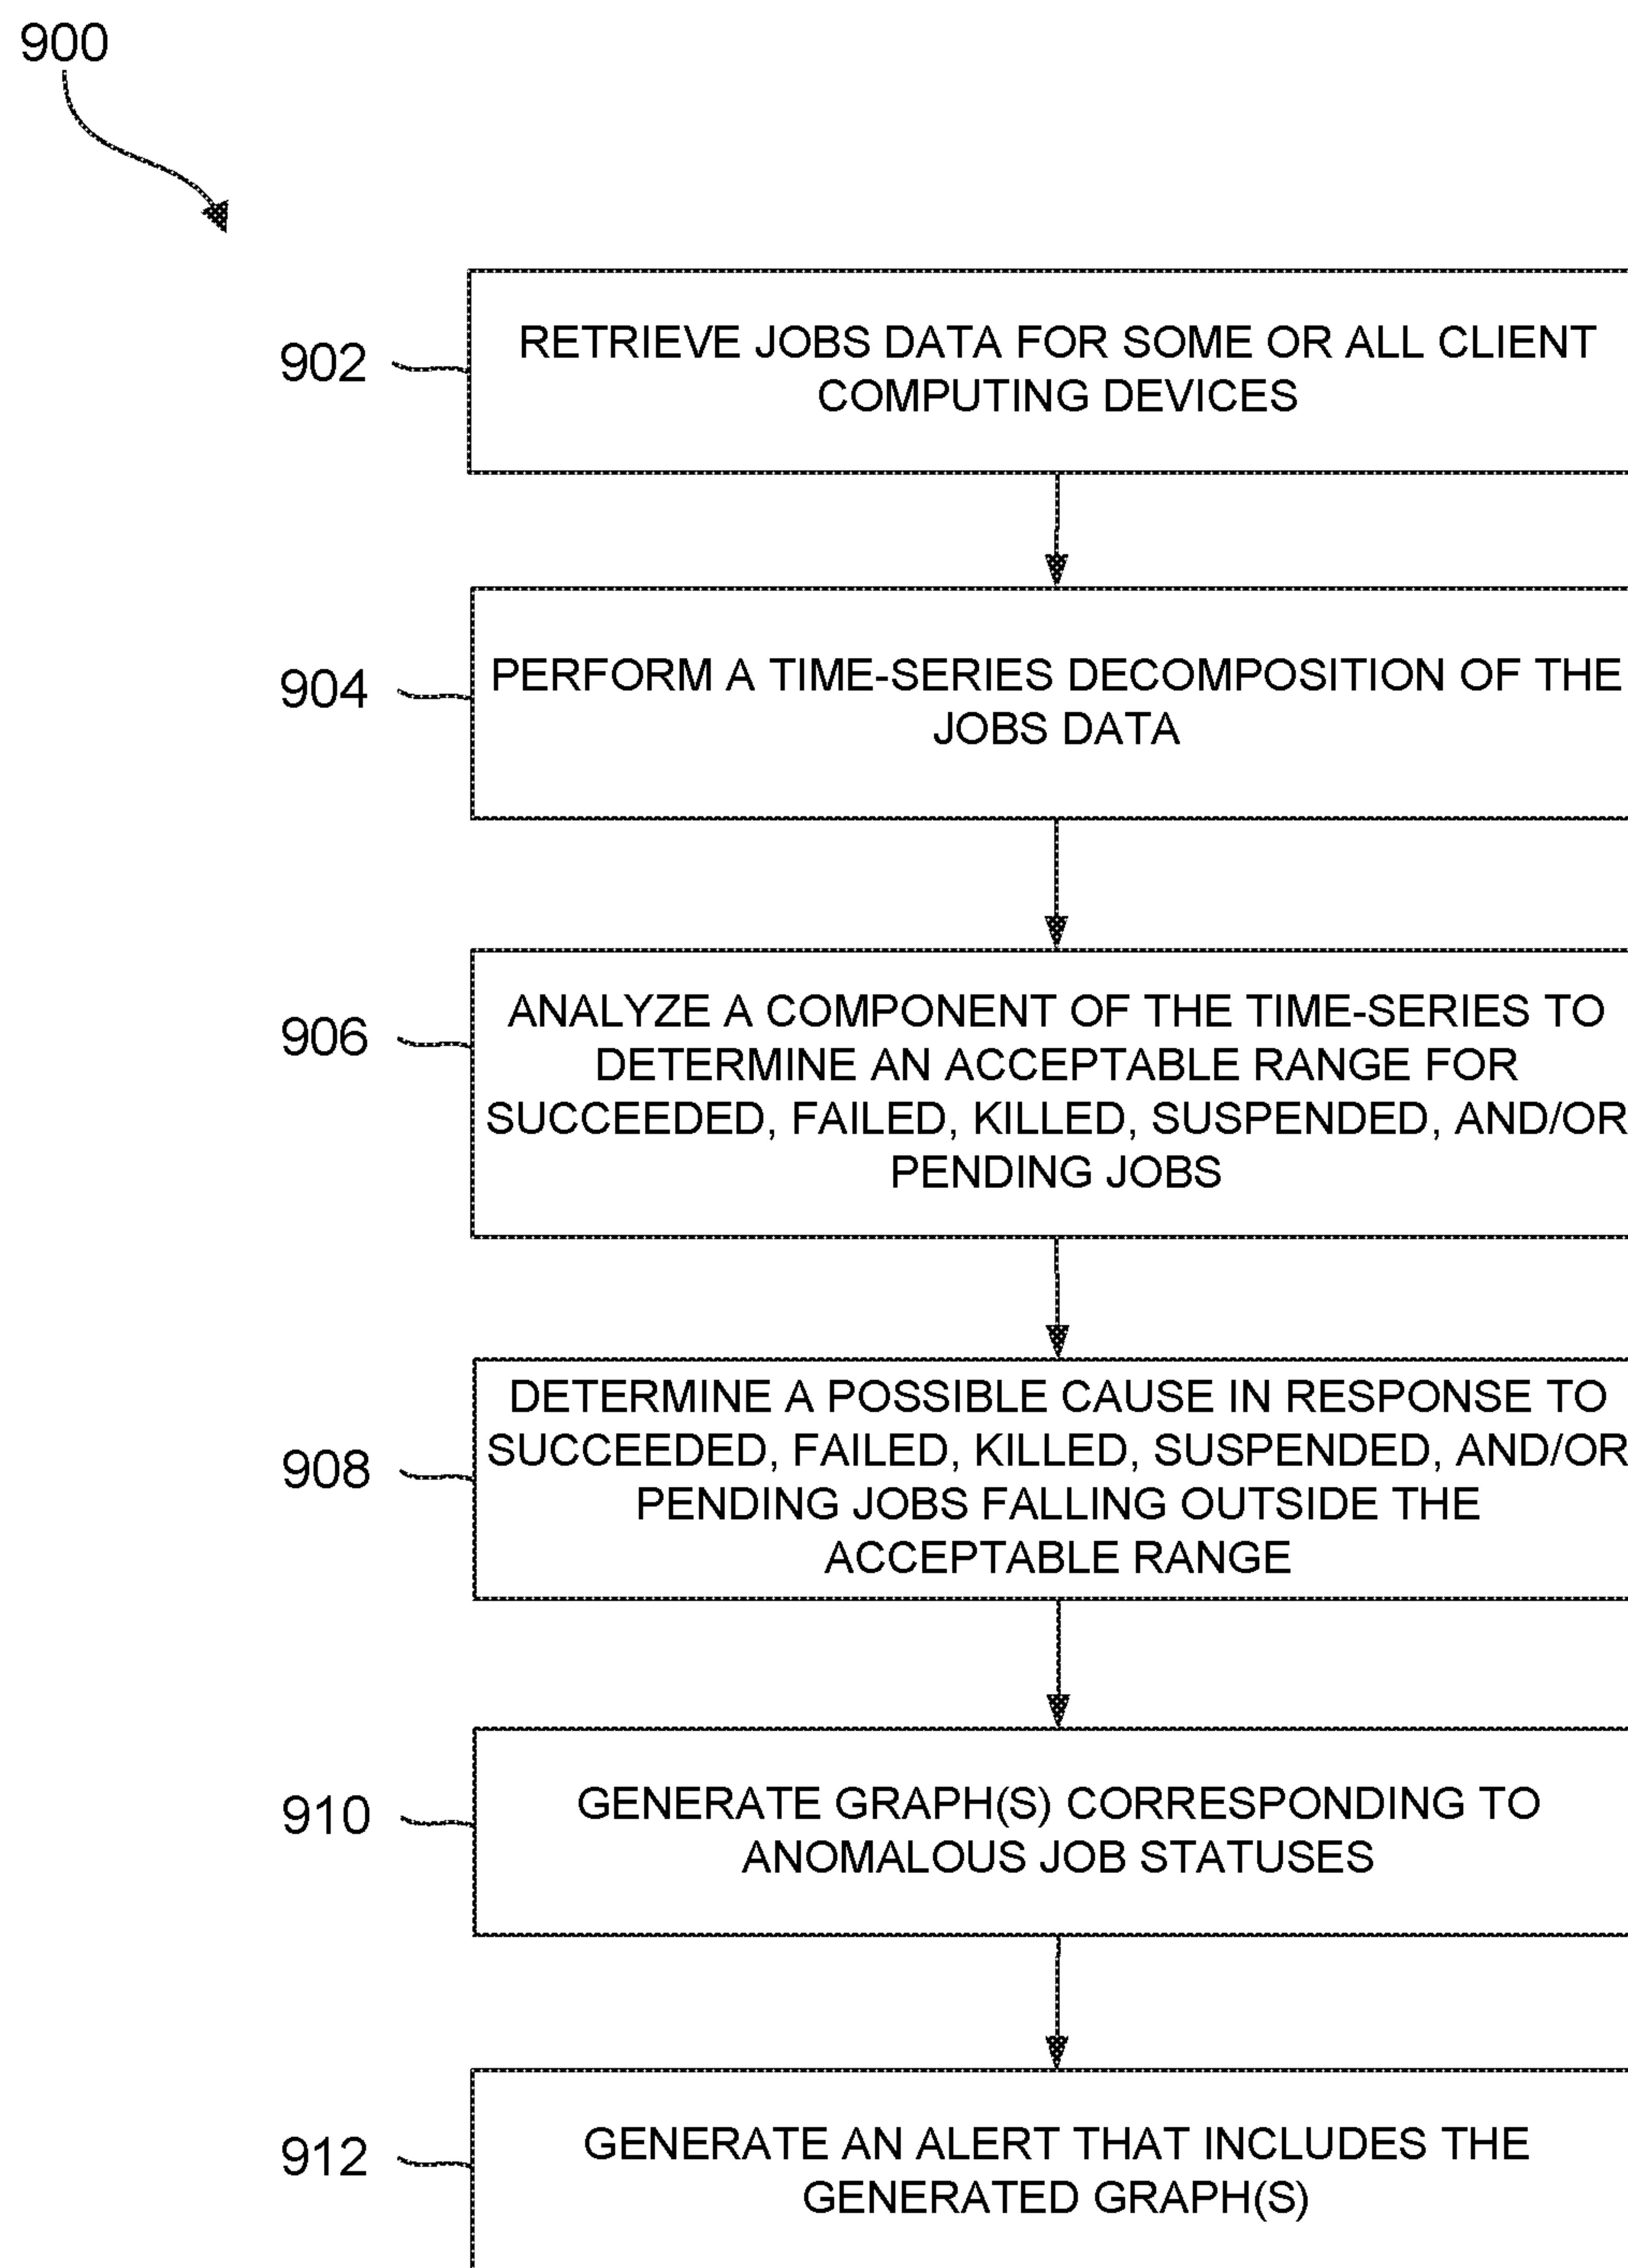 900
902
RETRIEVE JOBS DATA FOR SOME OR ALL CLIENT
COMPUTING DEVICES
904
PERFORM A TIME-SERIES DECOMPOSITION OF THE
JOBS DATA
906
ANALYZE A COMPONENT OF THE TIME-SERIES TO
DETERMINE AN ACCEPTABLE RANGE FOR
SUCCEEDED, FAILED, KILLED, SUSPENDED, AND/OR
PENDING JOBS
908
DETERMINE A POSSIBLE CAUSE IN RESPONSE TO
SUCCEEDED, FAILED, KILLED, SUSPENDED, AND/OR
PENDING JOBS FALLING OUTSIDE THE
ACCEPTABLE RANGE
910
GENERATE GRAPH(S) CORRESPONDING TO
ANOMALOUS JOB STATUSES
912
GENERATE AN ALERT THAT INCLUDES THE
GENERATED GRAPH(S)